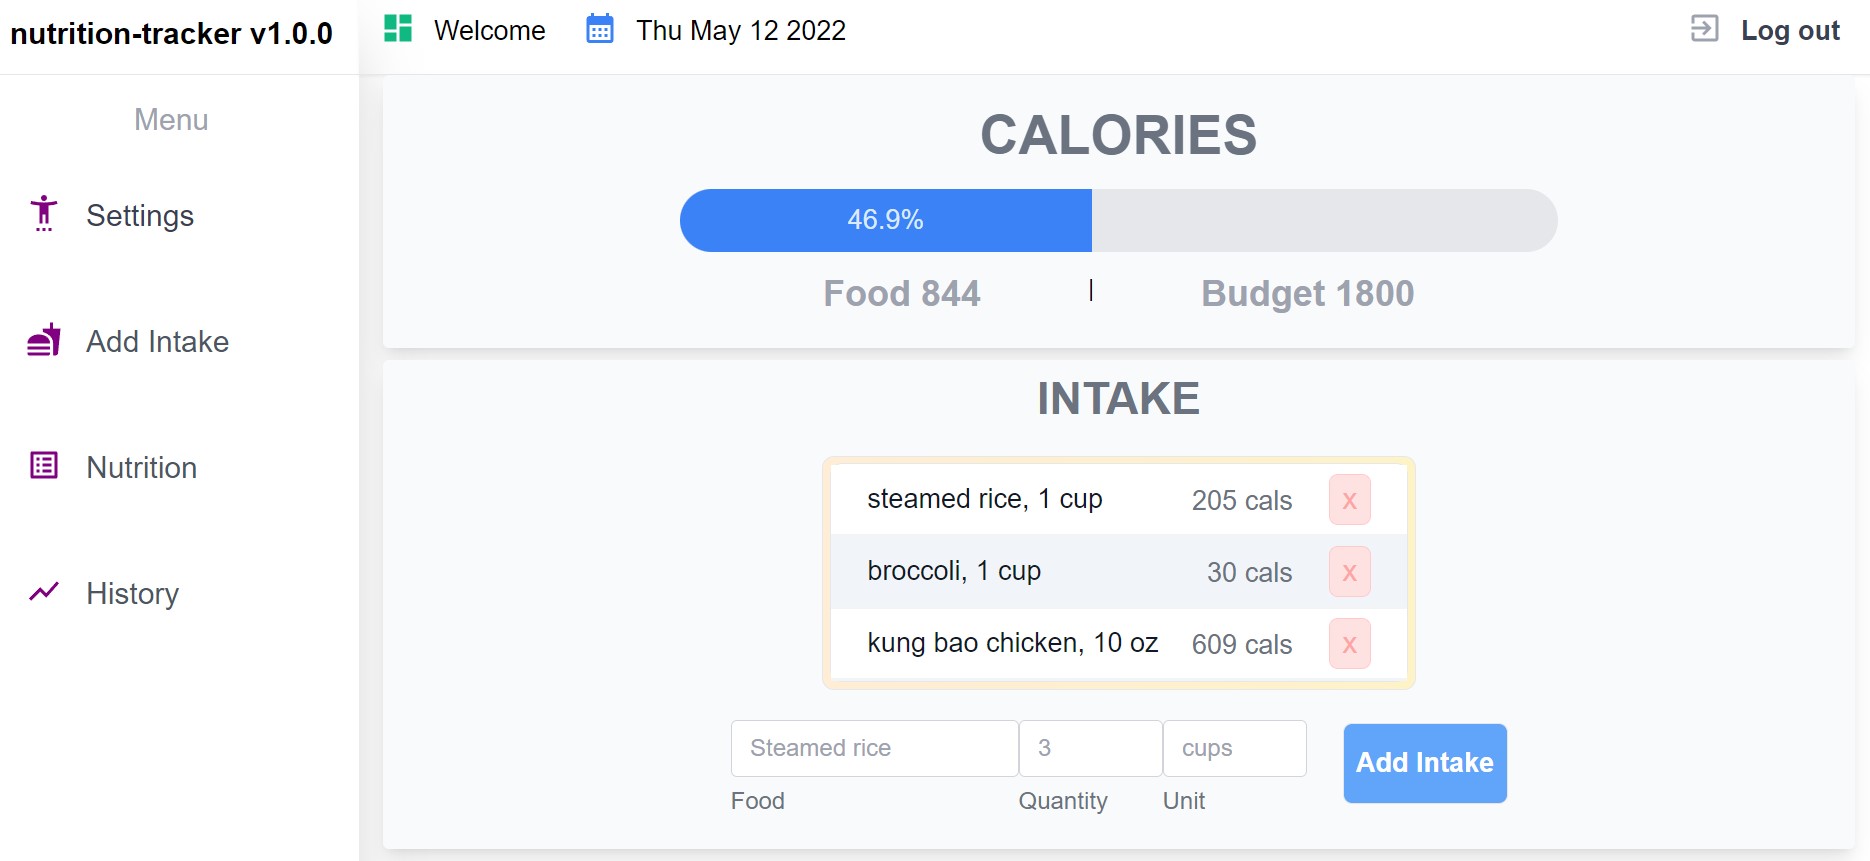 nutrition-tracker v1.0.0
Welcome
Thu May 12 2022
Log out
Menu
Settings
Add Intake
Nutrition
History
CALORIES
46.9%
Food 844 | Budget 1800
INTAKE
steamed rice, 1 cup 205 cals X
broccoli, 1 cup 30 cals X
kung bao chicken, 10 oz 609 cals X
Steamed rice 3 cups
Add Intake
Food Quantity Unit